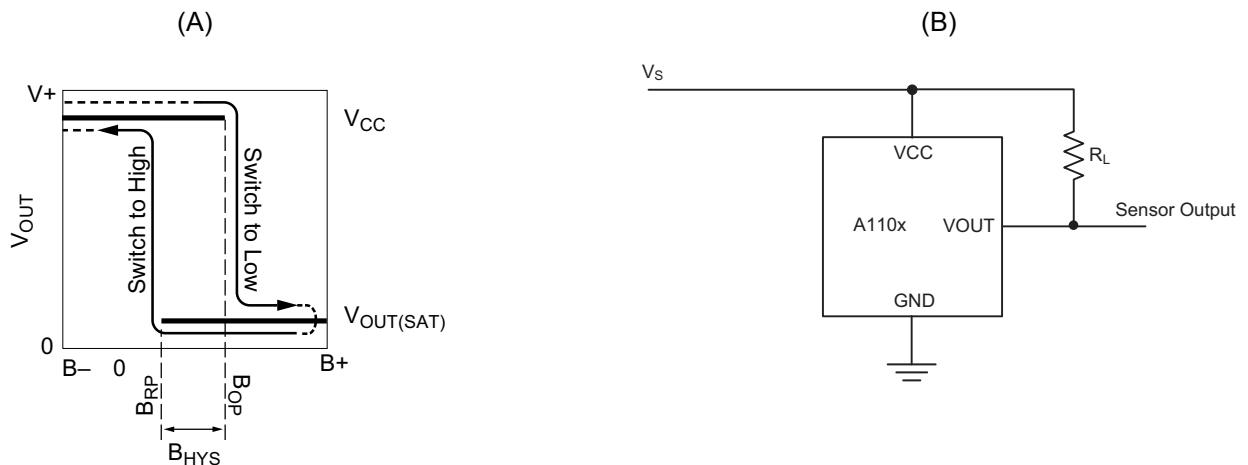 (A)
(B)
V+
VCC
Switch to High
Switch to Low
VOUT
VOUT(SAT)
0
B– 0
B+
BRP
BOP
BHYS
VS
VCC
RL
A110x
VOUT
Sensor Output
GND